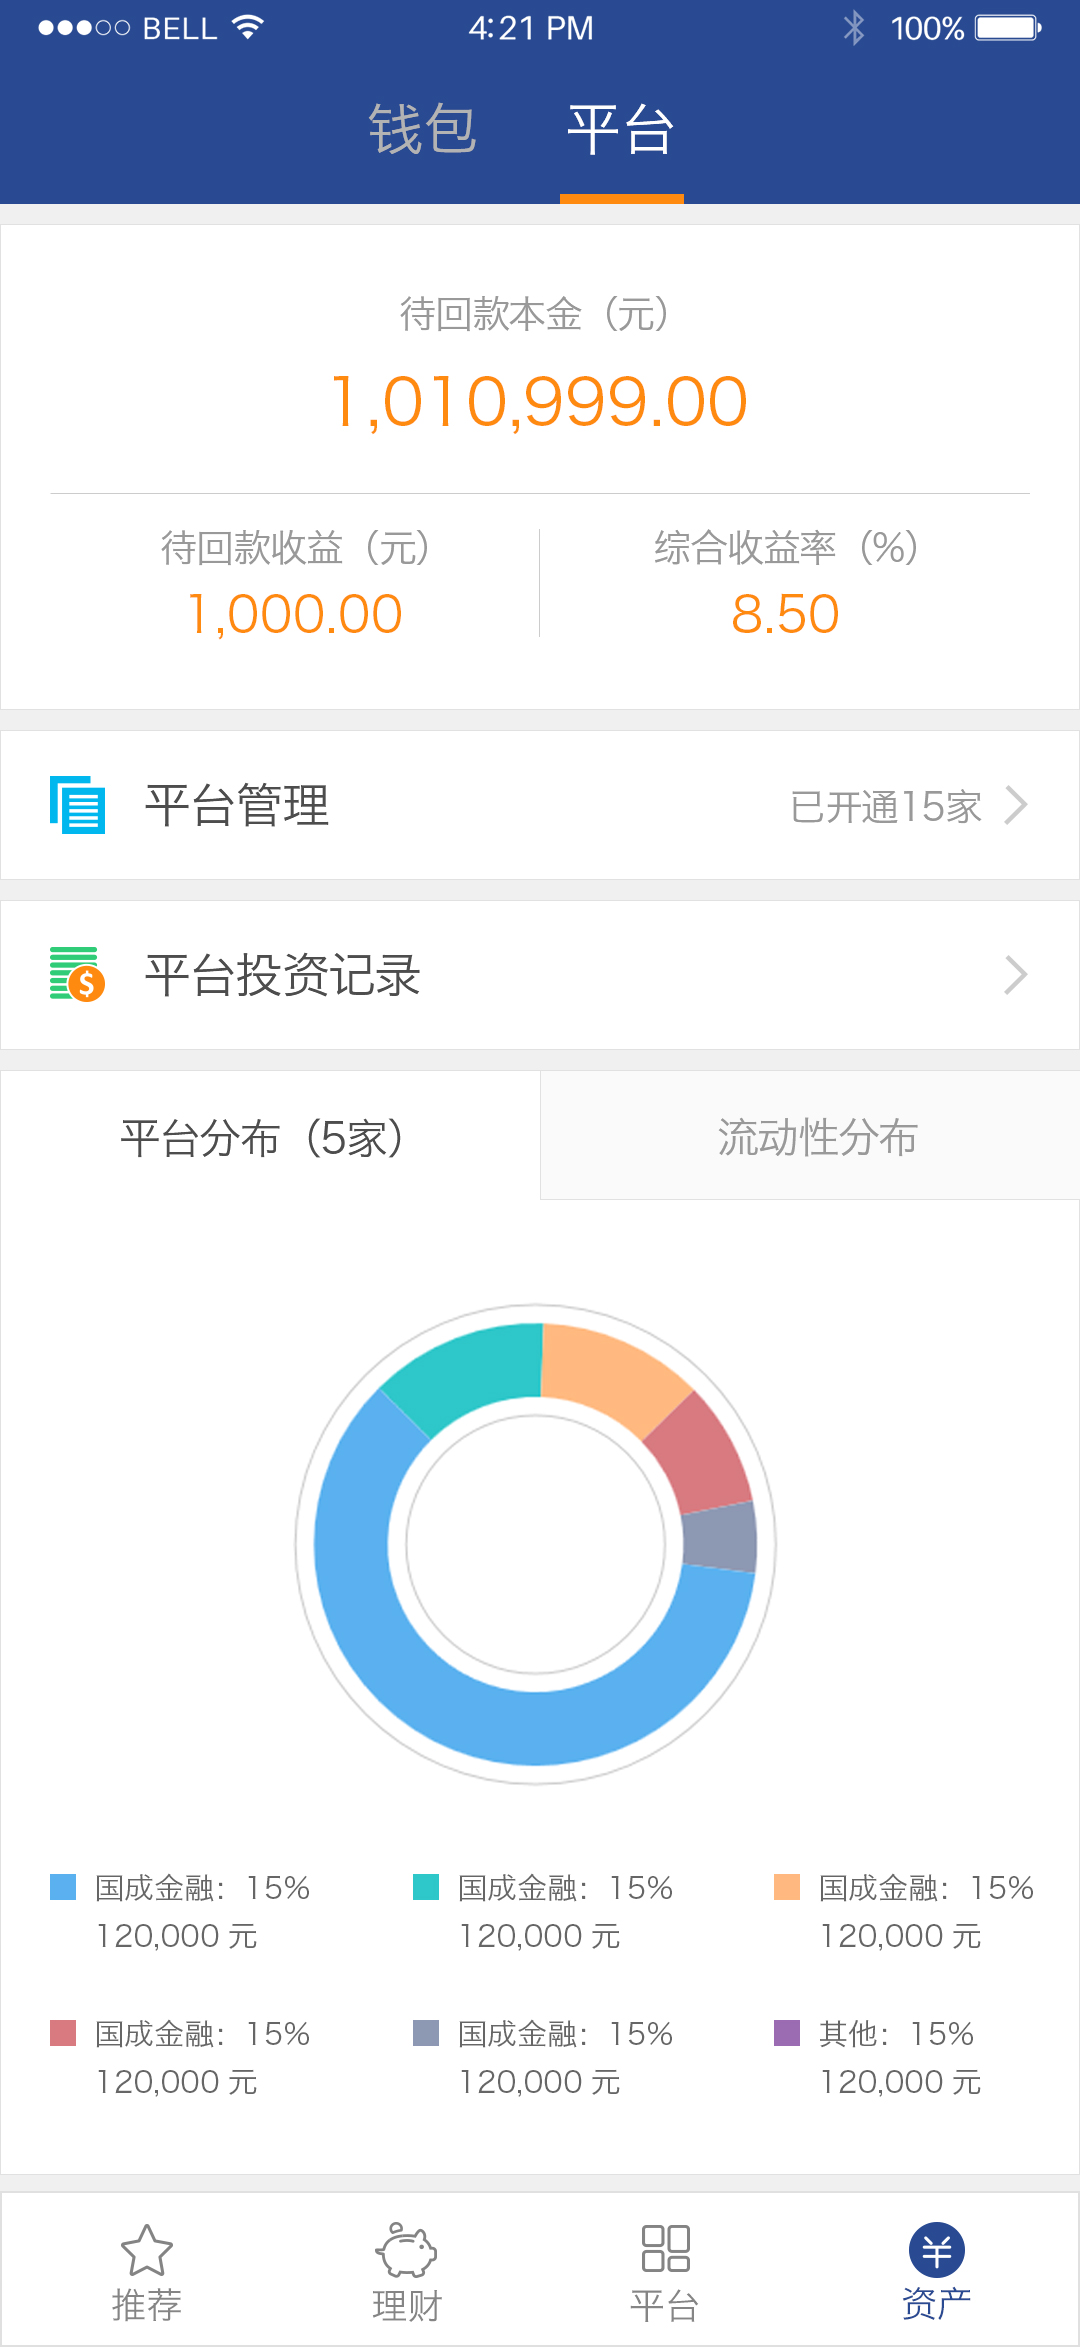 BELL 4:21 PM 100%
钱包 平台
待回款本金（元）
1,010,999.00
待回款收益（元） 综合收益率（%）
1,000.00 8.50
平台管理 已开通15家
平台投资记录
平台分布（5家） 流动性分布
国成金融：15% 国成金融：15% 国成金融：15%
120,000 元 120,000 元 120,000 元
国成金融：15% 国成金融：15% 其他：15%
120,000 元 120,000 元 120,000 元
推荐 理财 平台 资产